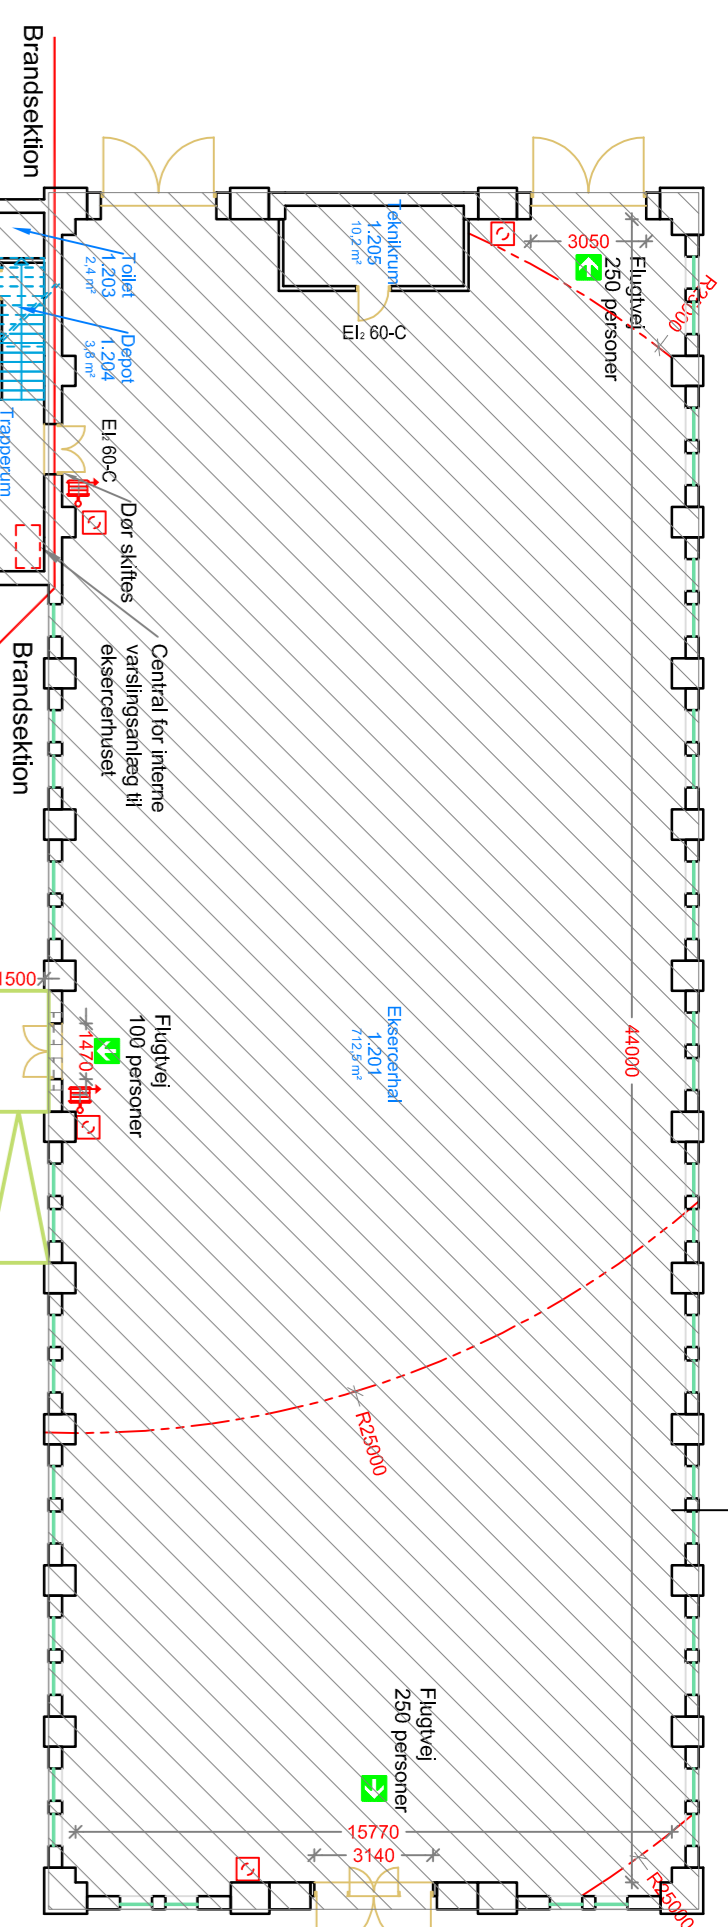 Brandsektion
Toilet
1.203
2,4 m²
Depot
1.204
3,8 m²
Trapperum
Teknikrum
1.205
10,2 m²
EI₂ 60-C
3050
Flugtvej
250 personer
R25000
EI₂ 60-C
Dør skiftes
Central for interne
varslingsanlæg til
eksercerhuset
Brandsektion
1500
1470
Flugtvej
100 personer
Eksercerhal
1.201
712,5 m²
44000
R25000
Flugtvej
250 personer
15770
3140
R25000